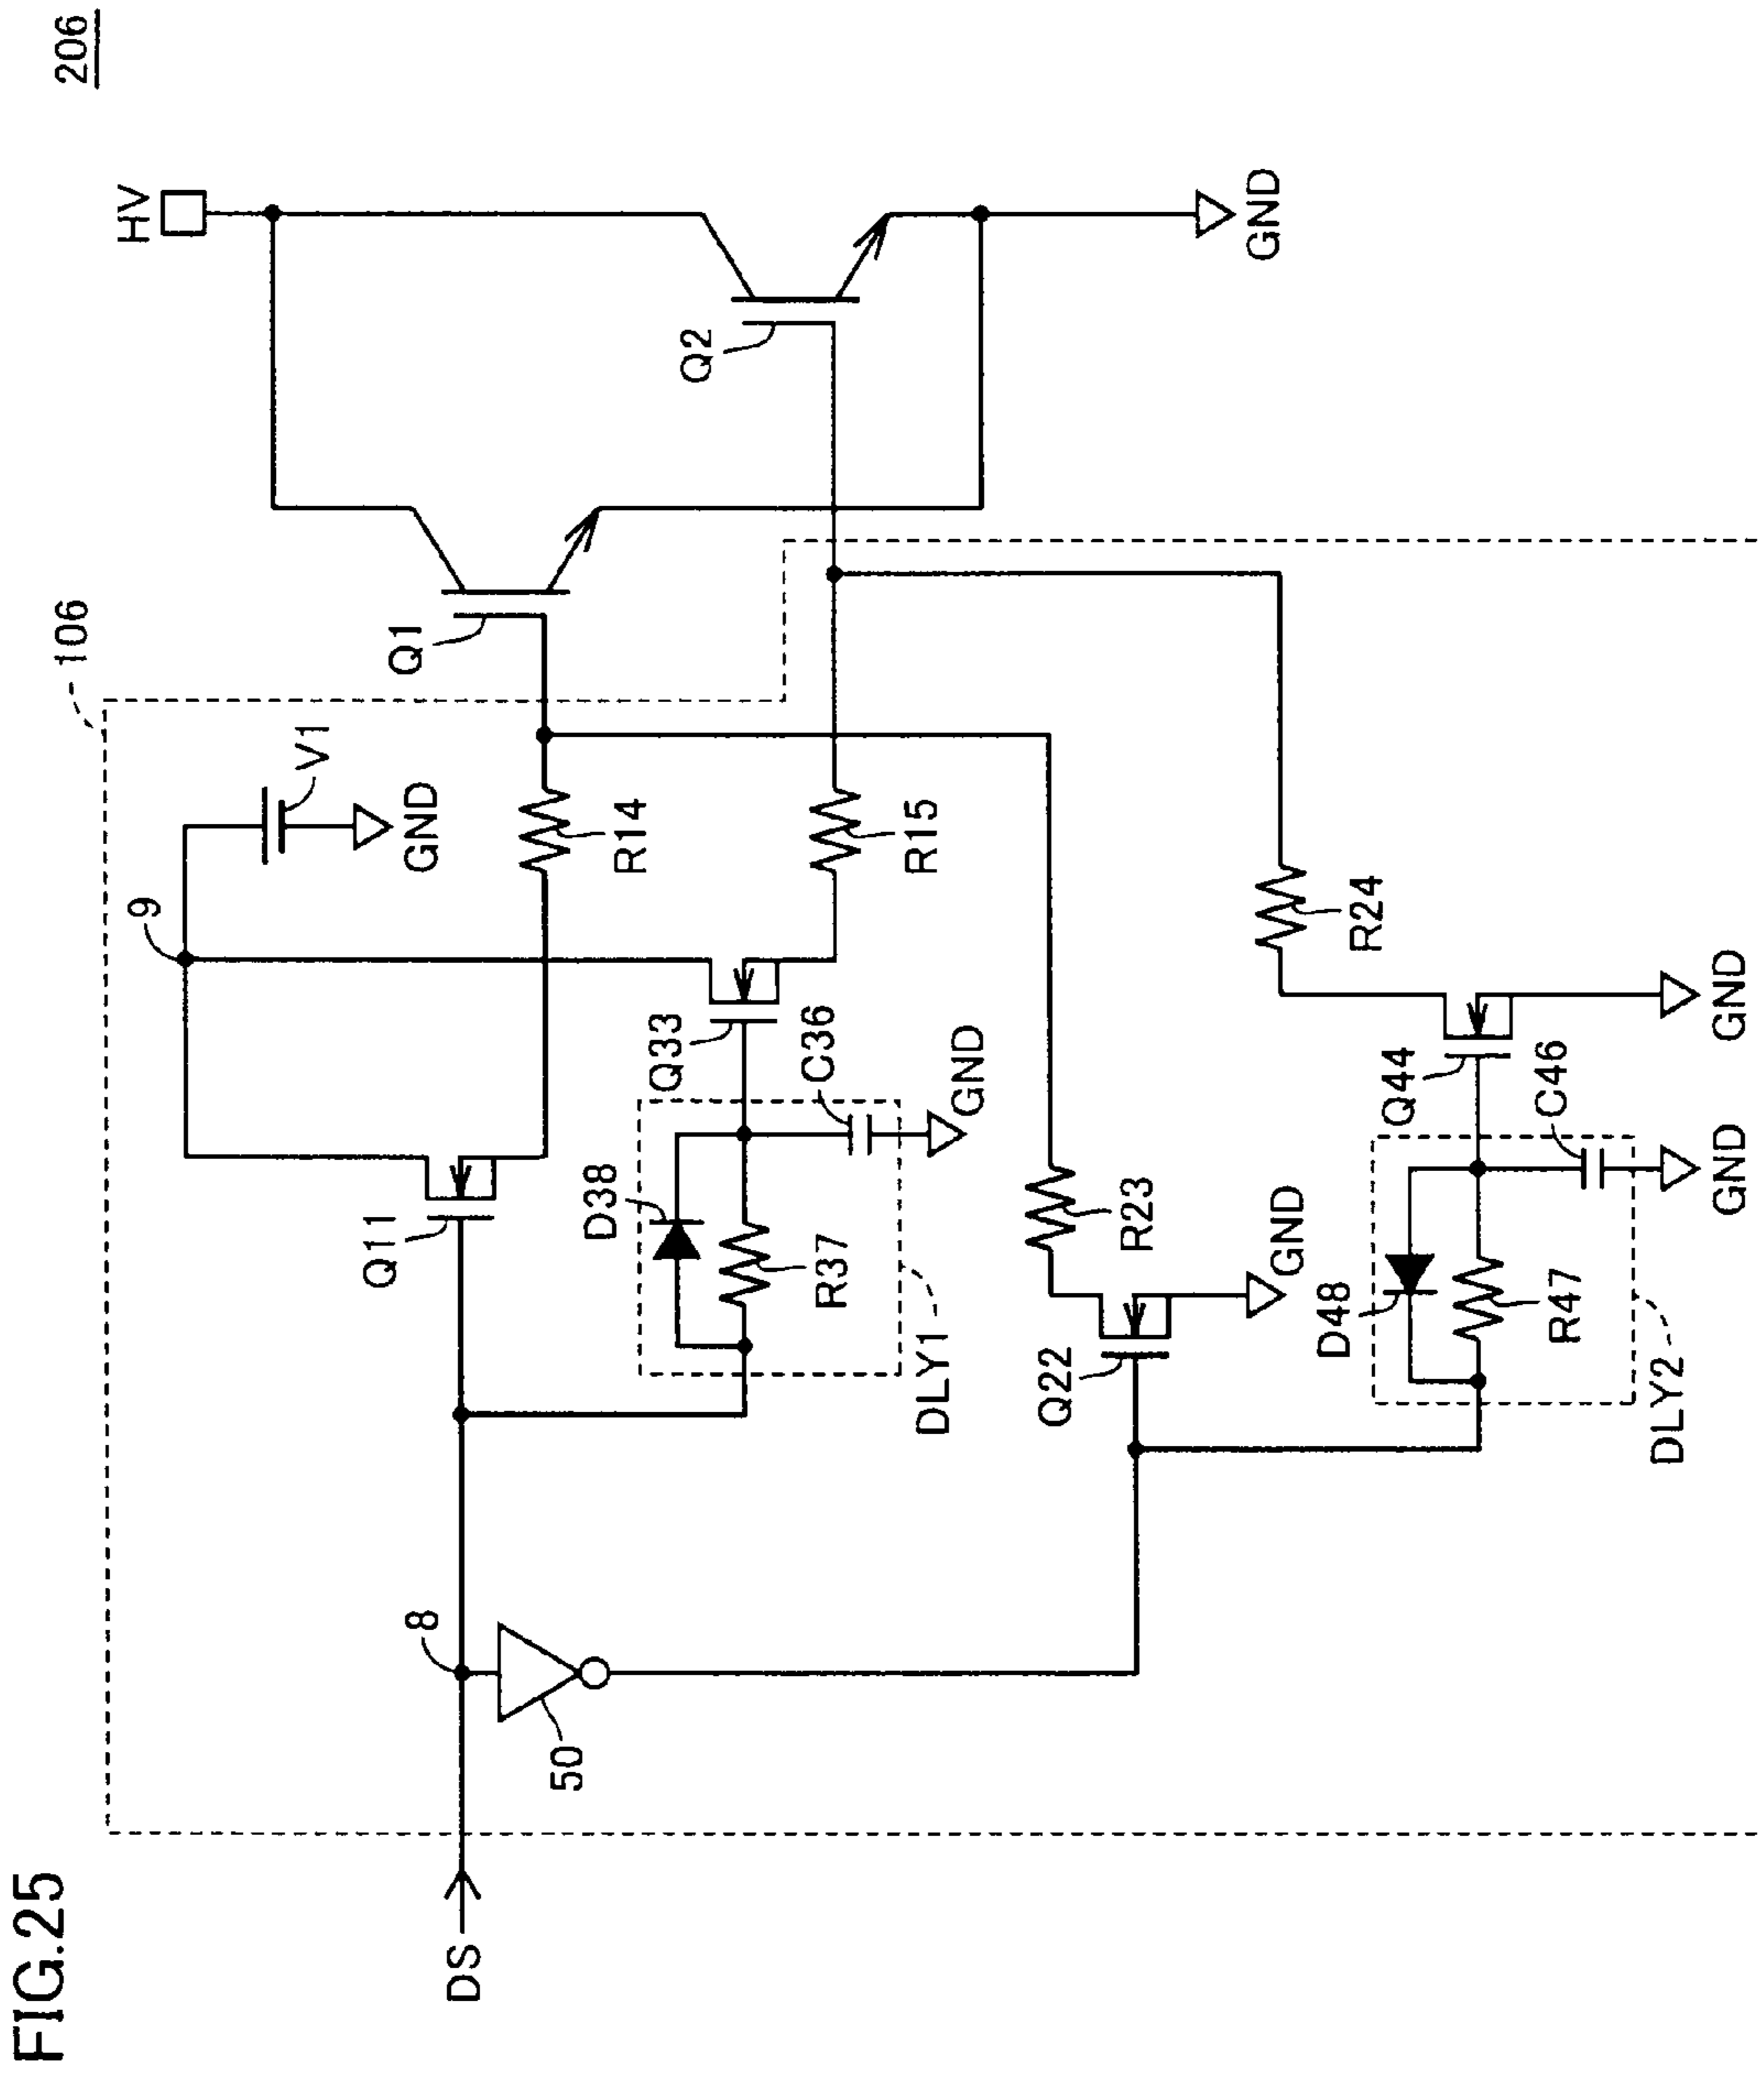 FIG.25
206
106
HV
DS
8
50
9
V1
GND
Q11
R14
Q1
Q2
GND
D38
R37
Q33
C36
GND
R15
DLY1
Q22
R23
GND
D48
R47
Q44
C46
GND
R24
GND
DLY2